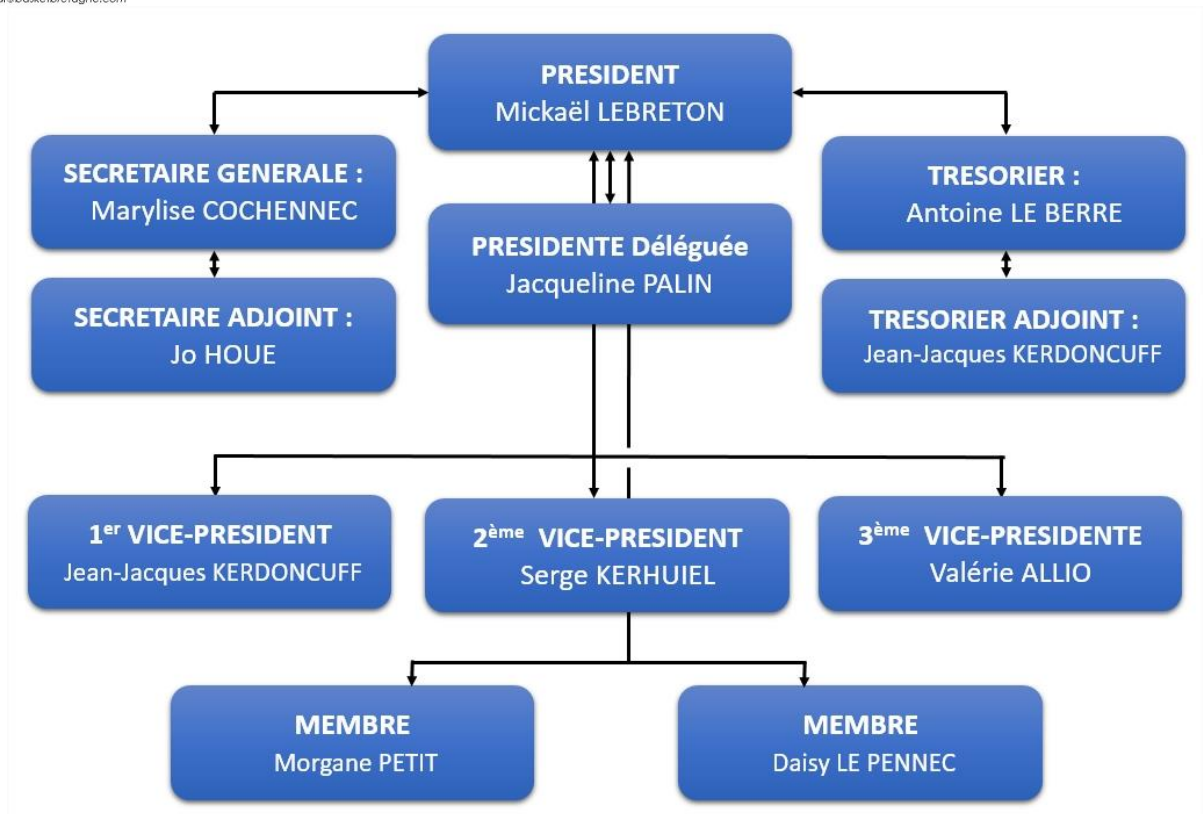 PRESIDENT
Mickaël LEBRETON
SECRETAIRE GENERALE :
Marylise COCHENNEC
PRESIDENTE Déléguée
Jacqueline PALIN
TRESORIER :
Antoine LE BERRE
SECRETAIRE ADJOINT :
Jo HOUE
TRESORIER ADJOINT :
Jean-Jacques KERDONCUFF
1er VICE-PRESIDENT
Jean-Jacques KERDONCUFF
2ème VICE-PRESIDENT
Serge KERHUIEL
3ème VICE-PRESIDENTE
Valérie ALLIO
MEMBRE
Morgane PETIT
MEMBRE
Daisy LE PENNEC